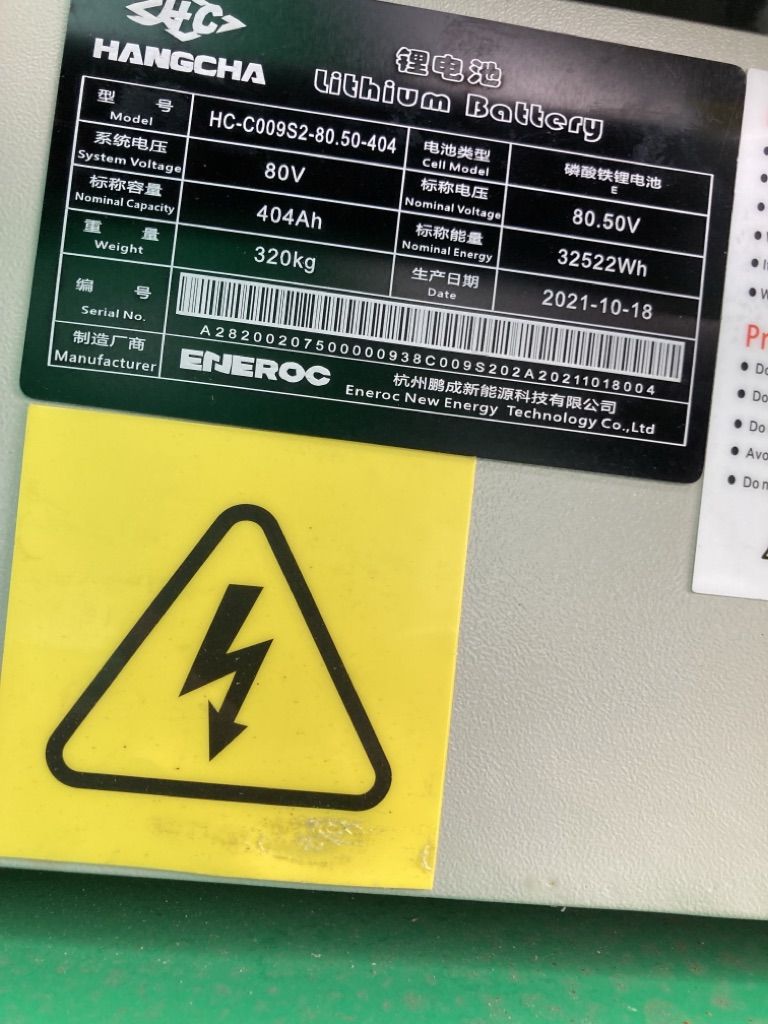 HC
HANGCHA
锂电池
Lithium Battery
型 号
Model
HC-C009S2-80.50-404
电池类型
Cell Model
磷酸铁锂电池
E
系统电压
System Voltage
80V
标称电压
Nominal Voltage
80.50V
标称容量
Nominal Capacity
404Ah
标称能量
Nominal Energy
32522Wh
重 量
Weight
320kg
生产日期
Date
2021-10-18
编 号
Serial No.
A282002075000000938C009S202A20211018004
制造厂商
Manufacturer
ENEROC
杭州鹏成新能源科技有限公司
Eneroc New Energy Technology Co.,Ltd
Pr
Do
Do
Do
Avo
Don